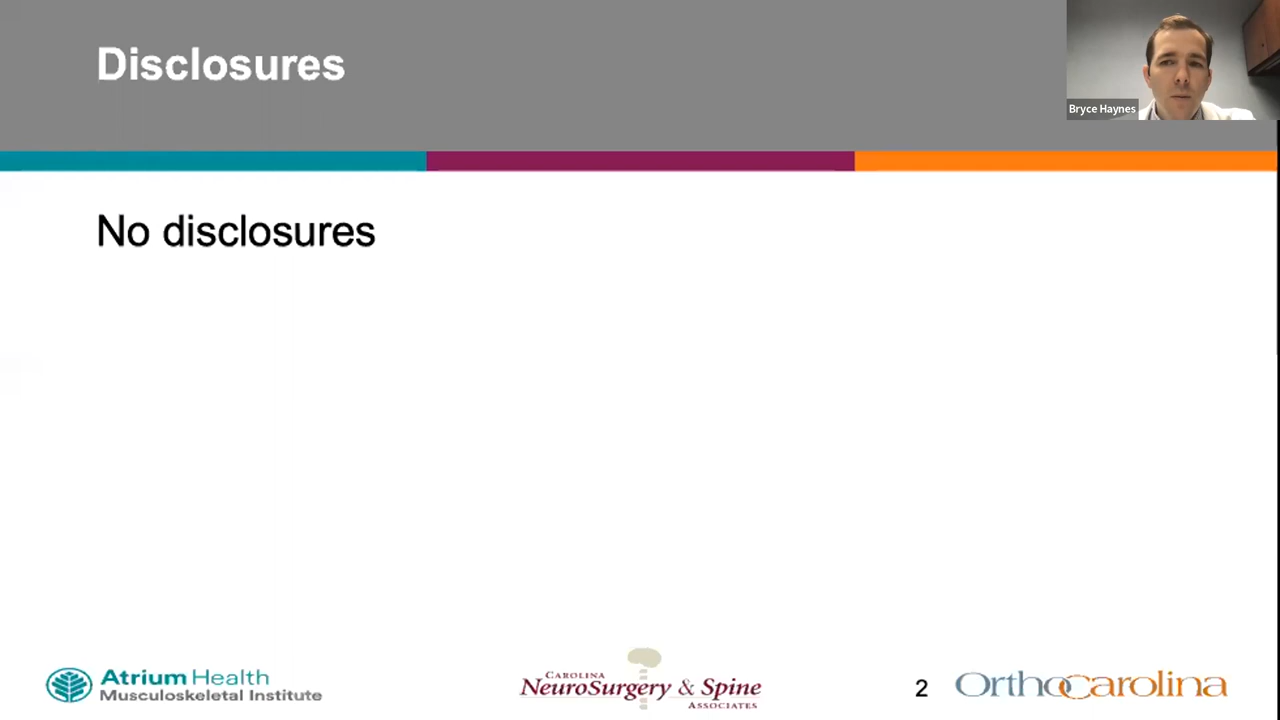 Disclosures
Bryce Haynes
No disclosures
Atrium Health
Musculoskeletal Institute
CAROLINA
NEUROSURGERY & SPINE
ASSOCIATES
2
OrthoCarolina